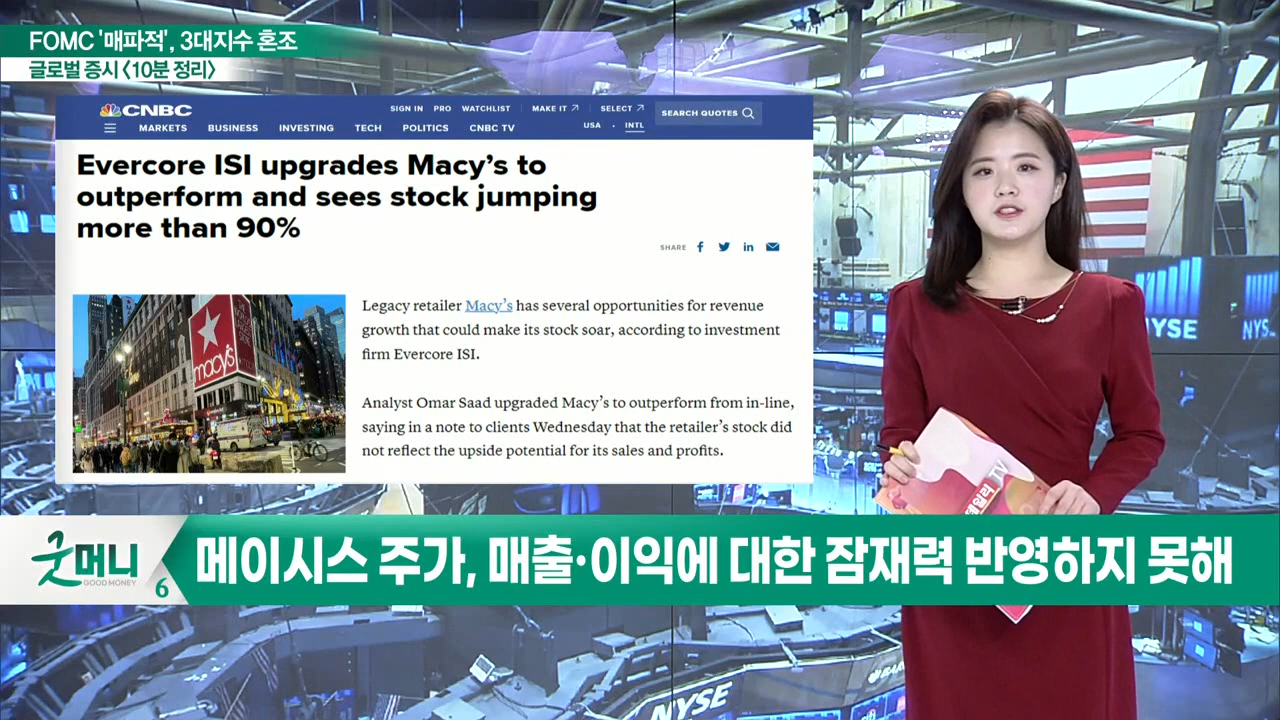 FOMC '매파적', 3대지수 혼조
글로벌 증시 <10분 정리>
CNBC
SIGN IN PRO WATCHLIST MAKE IT SELECT SEARCH QUOTES
MARKETS BUSINESS INVESTING TECH POLITICS CNBC TV USA · INTL
Evercore ISI upgrades Macy's to
outperform and sees stock jumping
more than 90%
SHARE
macy's
Legacy retailer Macy's has several opportunities for revenue
growth that could make its stock soar, according to investment
firm Evercore ISI.
Analyst Omar Saad upgraded Macy's to outperform from in-line,
saying in a note to clients Wednesday that the retailer's stock did
not reflect the upside potential for its sales and profits.
NYSE
NYS
데일리 TV
굿머니
GOOD MONEY
6
메이시스 주가, 매출·이익에 대한 잠재력 반영하지 못해
NYSE